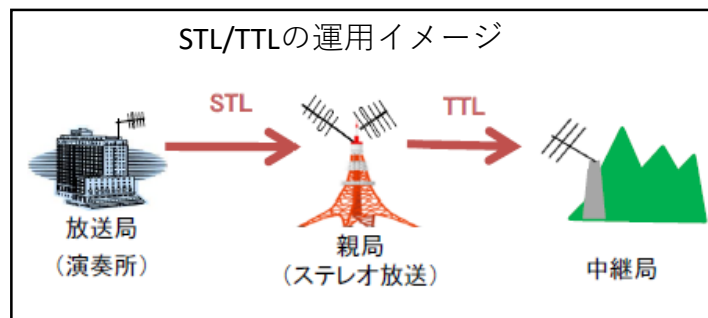 STL/TTLの運用イメージ
STL
TTL
放送局
（演奏所）
親局
（ステレオ放送）
中継局